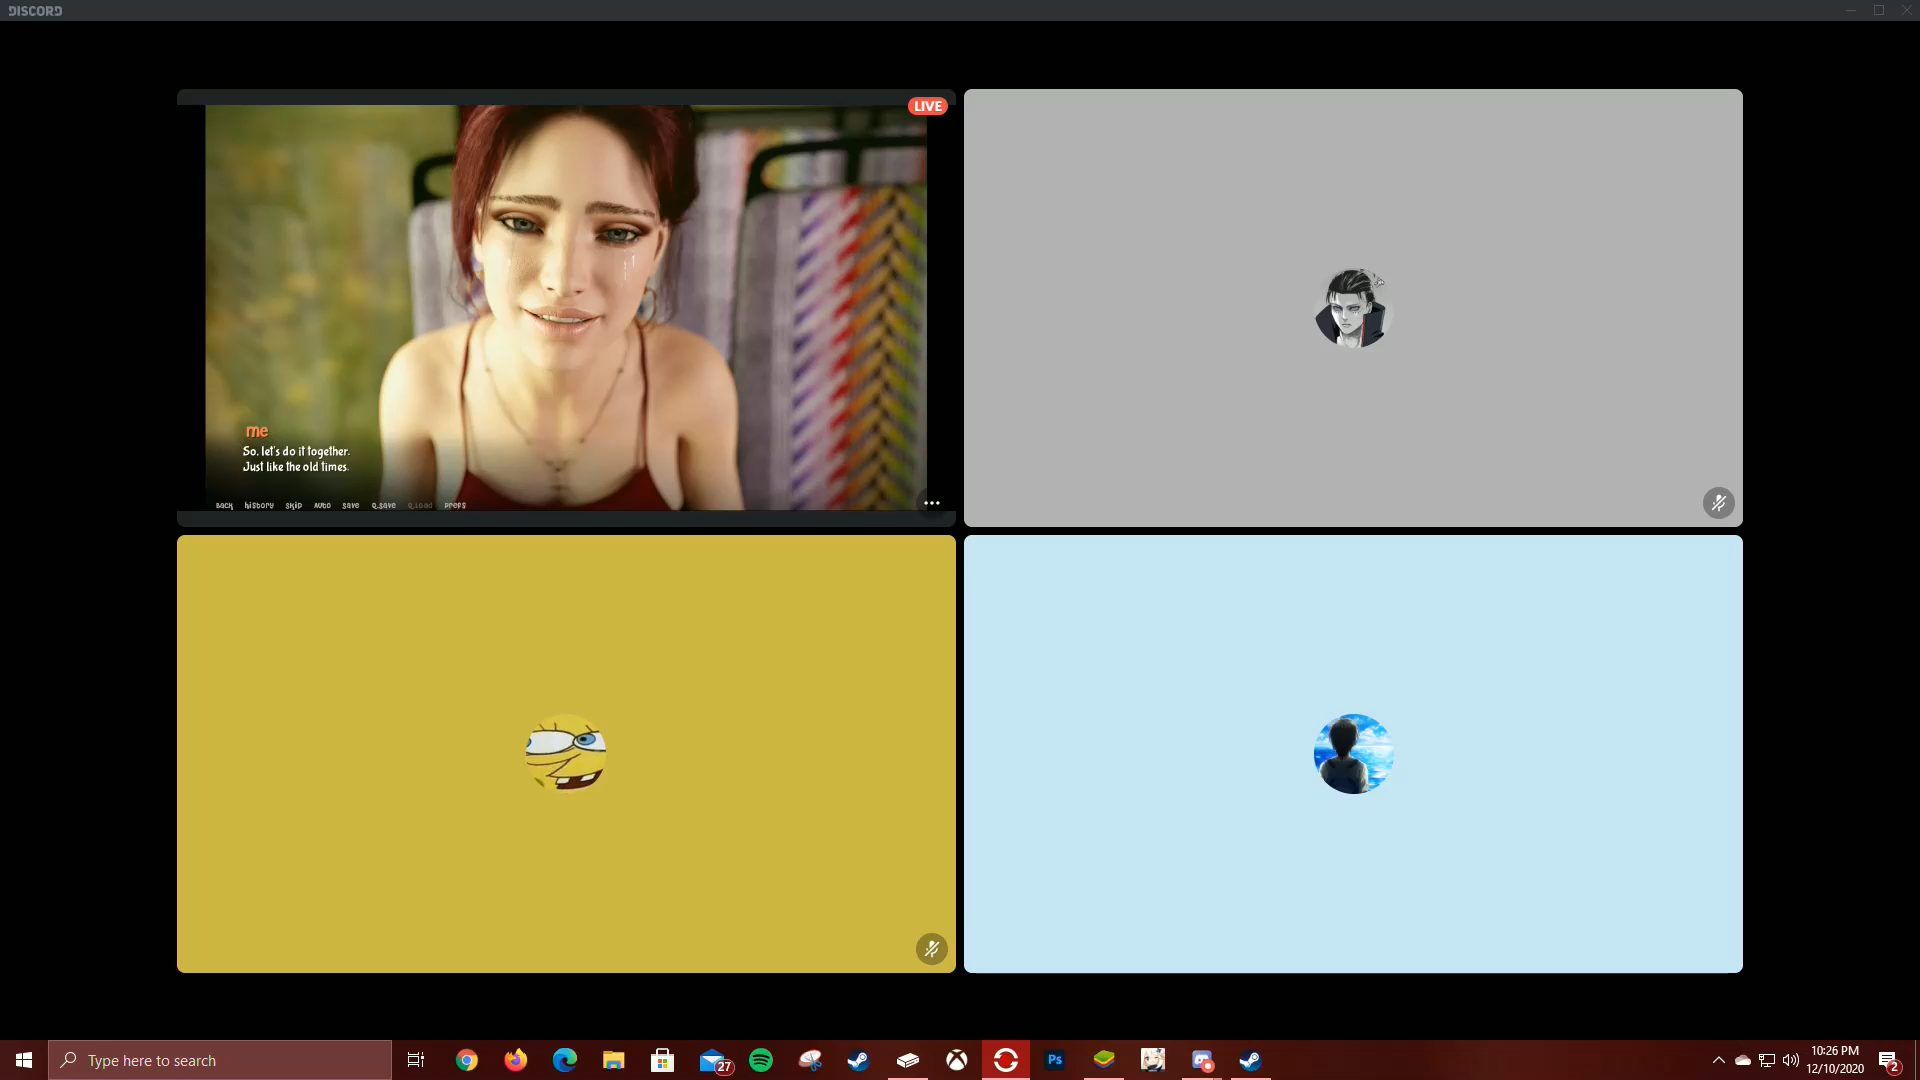 DISCORD
LIVE
me
So, let's do it together.
Just like the old times.
Back History Skip Auto Save Q.Save Q.Load Prefs
Type here to search
27
Ps
10:26 PM
12/10/2020
2